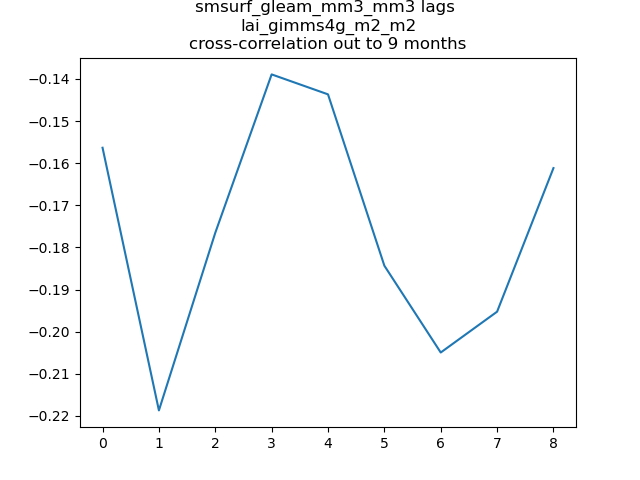 smsurf_gleam_mm3_mm3 lags
lai_gimms4g_m2_m2
cross-correlation out to 9 months
−0.14
−0.15
−0.16
−0.17
−0.18
−0.19
−0.20
−0.21
−0.22
0 1 2 3 4 5 6 7 8